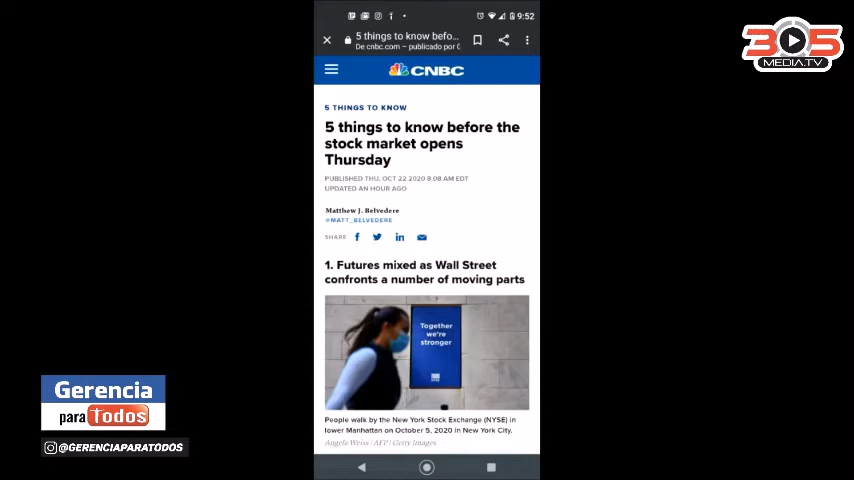 9:52
5 things to know befo...
De cnbc.com – publicado por G
CNBC
5 THINGS TO KNOW
5 things to know before the
stock market opens
Thursday
PUBLISHED THU, OCT 22 2020 8:08 AM EDT
UPDATED AN HOUR AGO
Matthew J. Belvedere
@MATT_BELVEDERE
SHARE
1. Futures mixed as Wall Street
confronts a number of moving parts
Together
we're
stronger
People walk by the New York Stock Exchange (NYSE) in
lower Manhattan on October 5, 2020 in New York City.
Angela Weiss | AFP | Getty Images
305
MEDIA.TV
Gerencia
para Todos
@GERENCIAPARATODOS